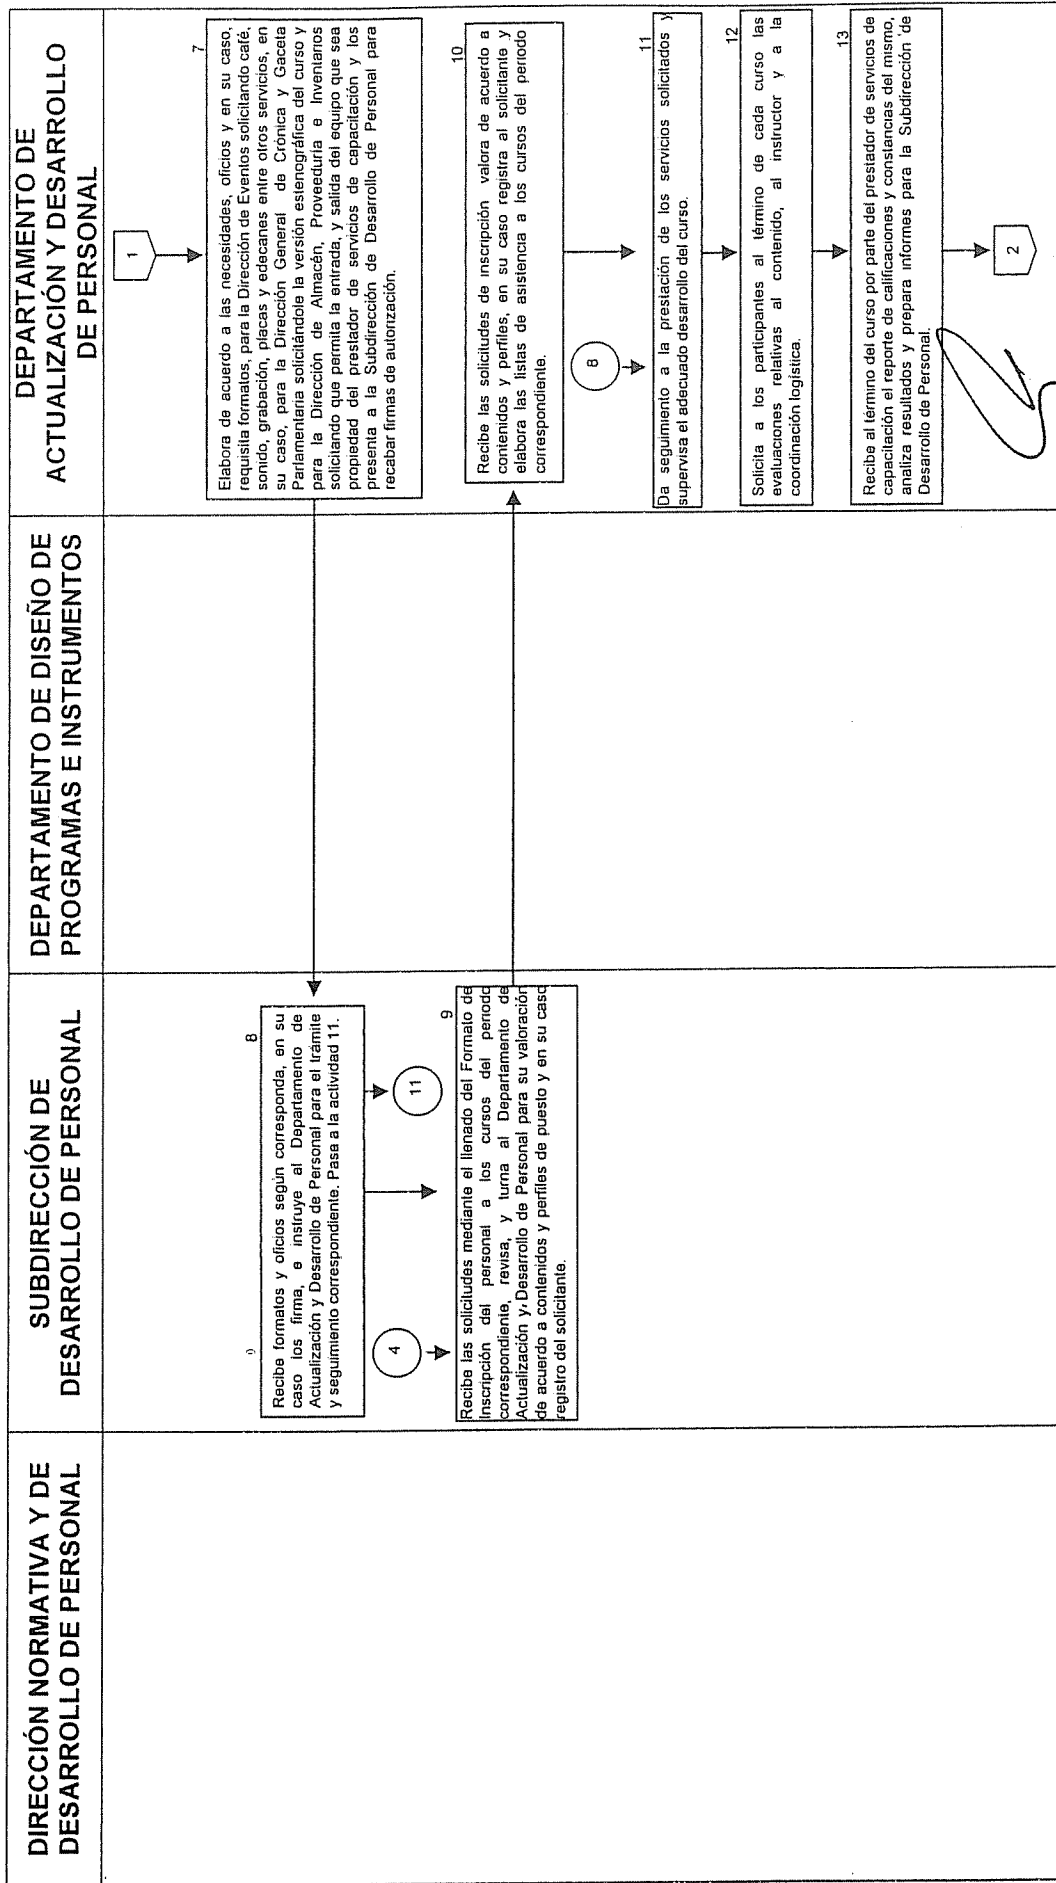 DIRECCIÓN NORMATIVA Y DE
DESARROLLO DE PERSONAL
SUBDIRECCIÓN DE
DESARROLLO DE PERSONAL
DEPARTAMENTO DE DISEÑO DE
PROGRAMAS E INSTRUMENTOS
DEPARTAMENTO DE
ACTUALIZACIÓN Y DESARROLLO
DE PERSONAL
1
7
Elabora de acuerdo a las necesidades, oficios y en su caso,
requisita formatos, para la Dirección de Eventos solicitando café,
sonido, grabación, placas y edecanes entre otros servicios, en
su caso, para la Dirección General de Crónica y Gaceta
Parlamentaria solicitándole la versión estenográfica del curso y
para la Dirección de Almacén, Proveeduría e Inventarios
solicitando que permita la entrada, y salida del equipo que sea
propiedad del prestador de servicios de capacitación y los
presenta a la Subdirección de Desarrollo de Personal para
recabar firmas de autorización.
8
Recibe formatos y oficios según corresponda, en su
caso los firma, e instruye al Departamento de
Actualización y Desarrollo de Personal para el trámite
y seguimiento correspondiente. Pasa a la actividad 11.
11
4
9
Recibe las solicitudes mediante el llenado del Formato de
Inscripción del personal a los cursos del periodo
correspondiente, revisa, y turna al Departamento de
Actualización y Desarrollo de Personal para su valoración
de acuerdo a contenidos y perfiles de puesto y en su caso
registro del solicitante.
10
Recibe las solicitudes de inscripción valora de acuerdo a
contenidos y perfiles, en su caso registra al solicitante y
elabora las listas de asistencia a los cursos del periodo
correspondiente.
8
11
Da seguimiento a la prestación de los servicios solicitados y
supervisa el adecuado desarrollo del curso.
12
Solicita a los participantes al término de cada curso las
evaluaciones relativas al contenido, al instructor y a la
coordinación logística.
13
Recibe al término del curso por parte del prestador de servicios de
capacitación el reporte de calificaciones y constancias del mismo,
analiza resultados y prepara informes para la Subdirección de
Desarrollo de Personal.
2